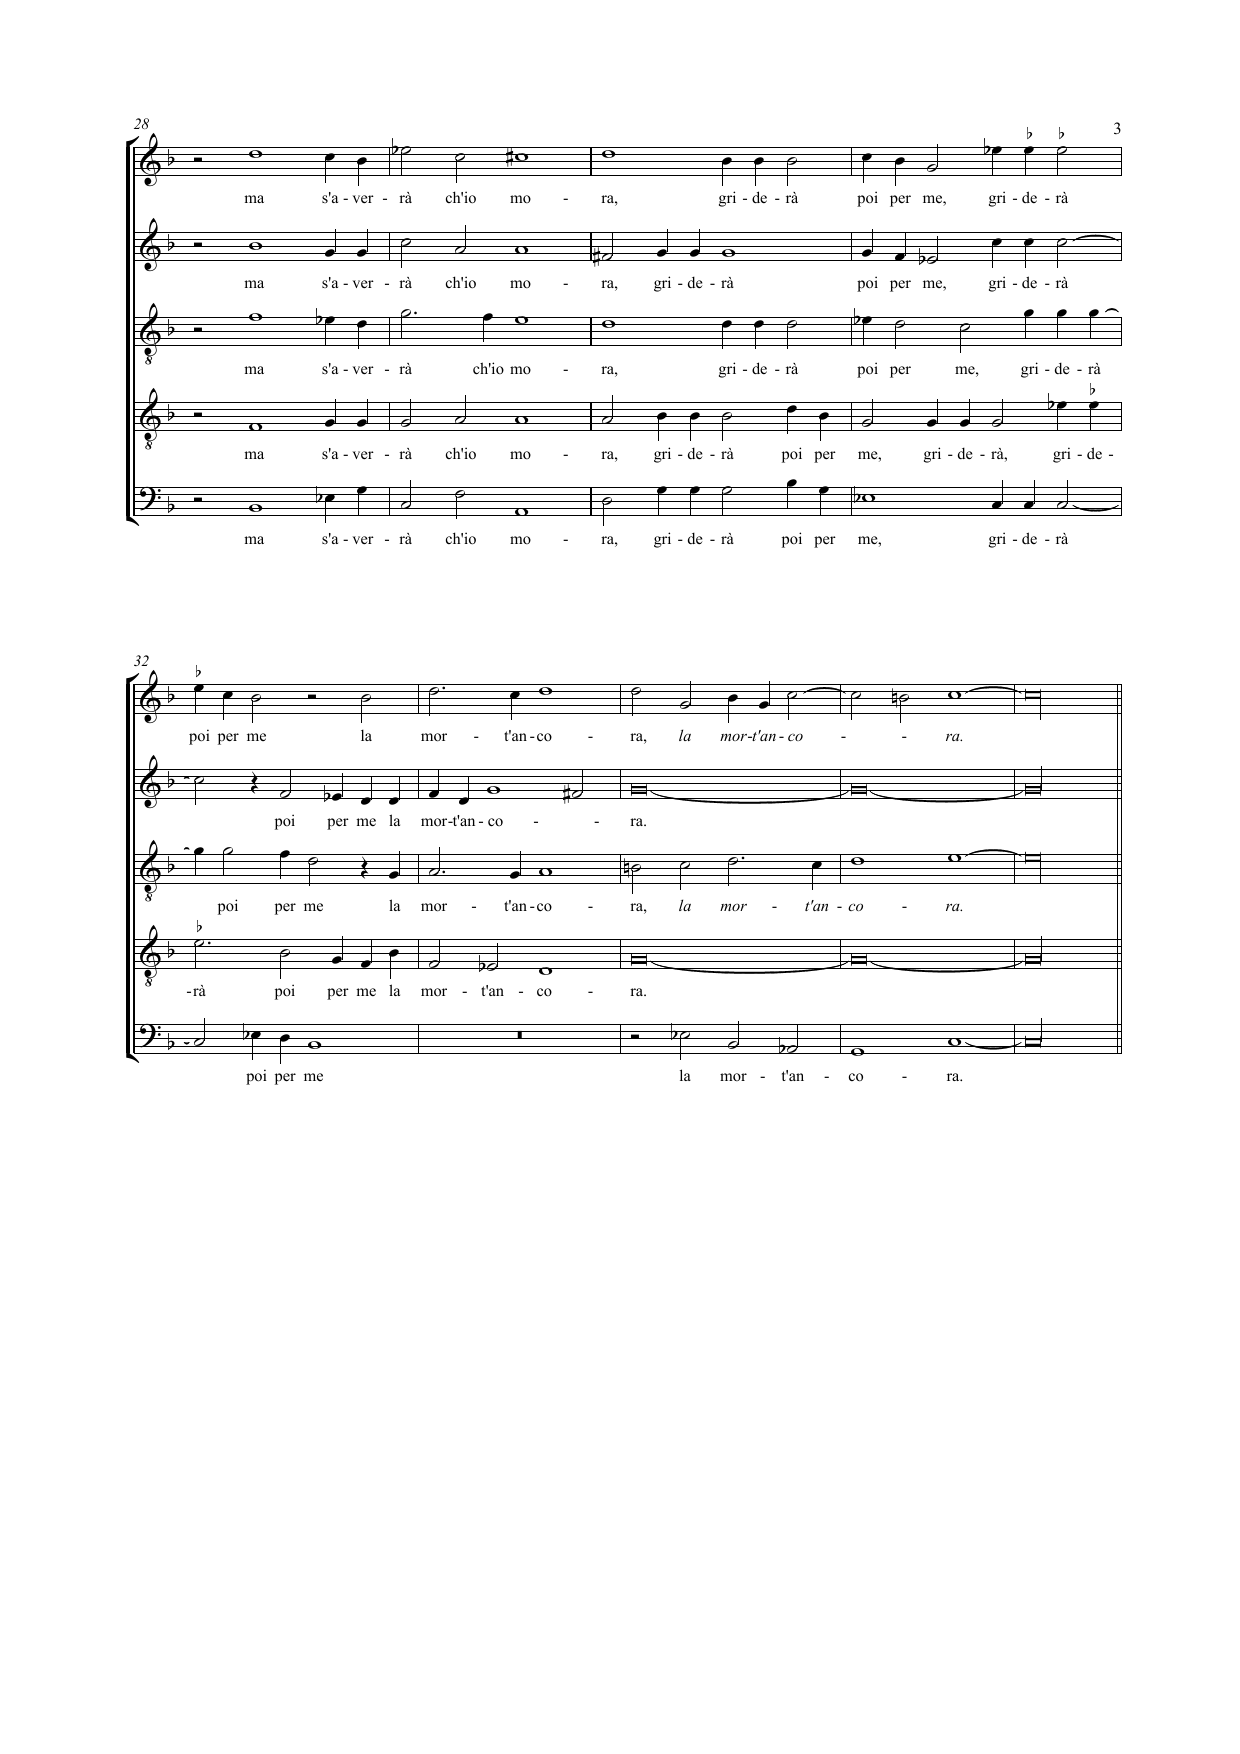 28
3
ma s'a - ver - rà ch'io mo - ra, gri - de - rà poi per me, gri - de - rà
ma s'a - ver - rà ch'io mo - ra, gri - de - rà poi per me, gri - de - rà
ma s'a - ver - rà ch'io mo - ra, gri - de - rà poi per me, gri - de - rà
ma s'a - ver - rà ch'io mo - ra, gri - de - rà poi per me, gri - de - rà, gri - de -
ma s'a - ver - rà ch'io mo - ra, gri - de - rà poi per me, gri - de - rà
32
poi per me la mor - t'an - co - ra, la mor - t'an - co - - ra.
poi per me la mor - t'an - co - - ra.
poi per me la mor - t'an - co - ra, la mor - t'an - co - ra.
- rà poi per me la mor - t'an - co - ra.
poi per me la mor - t'an - co - ra.